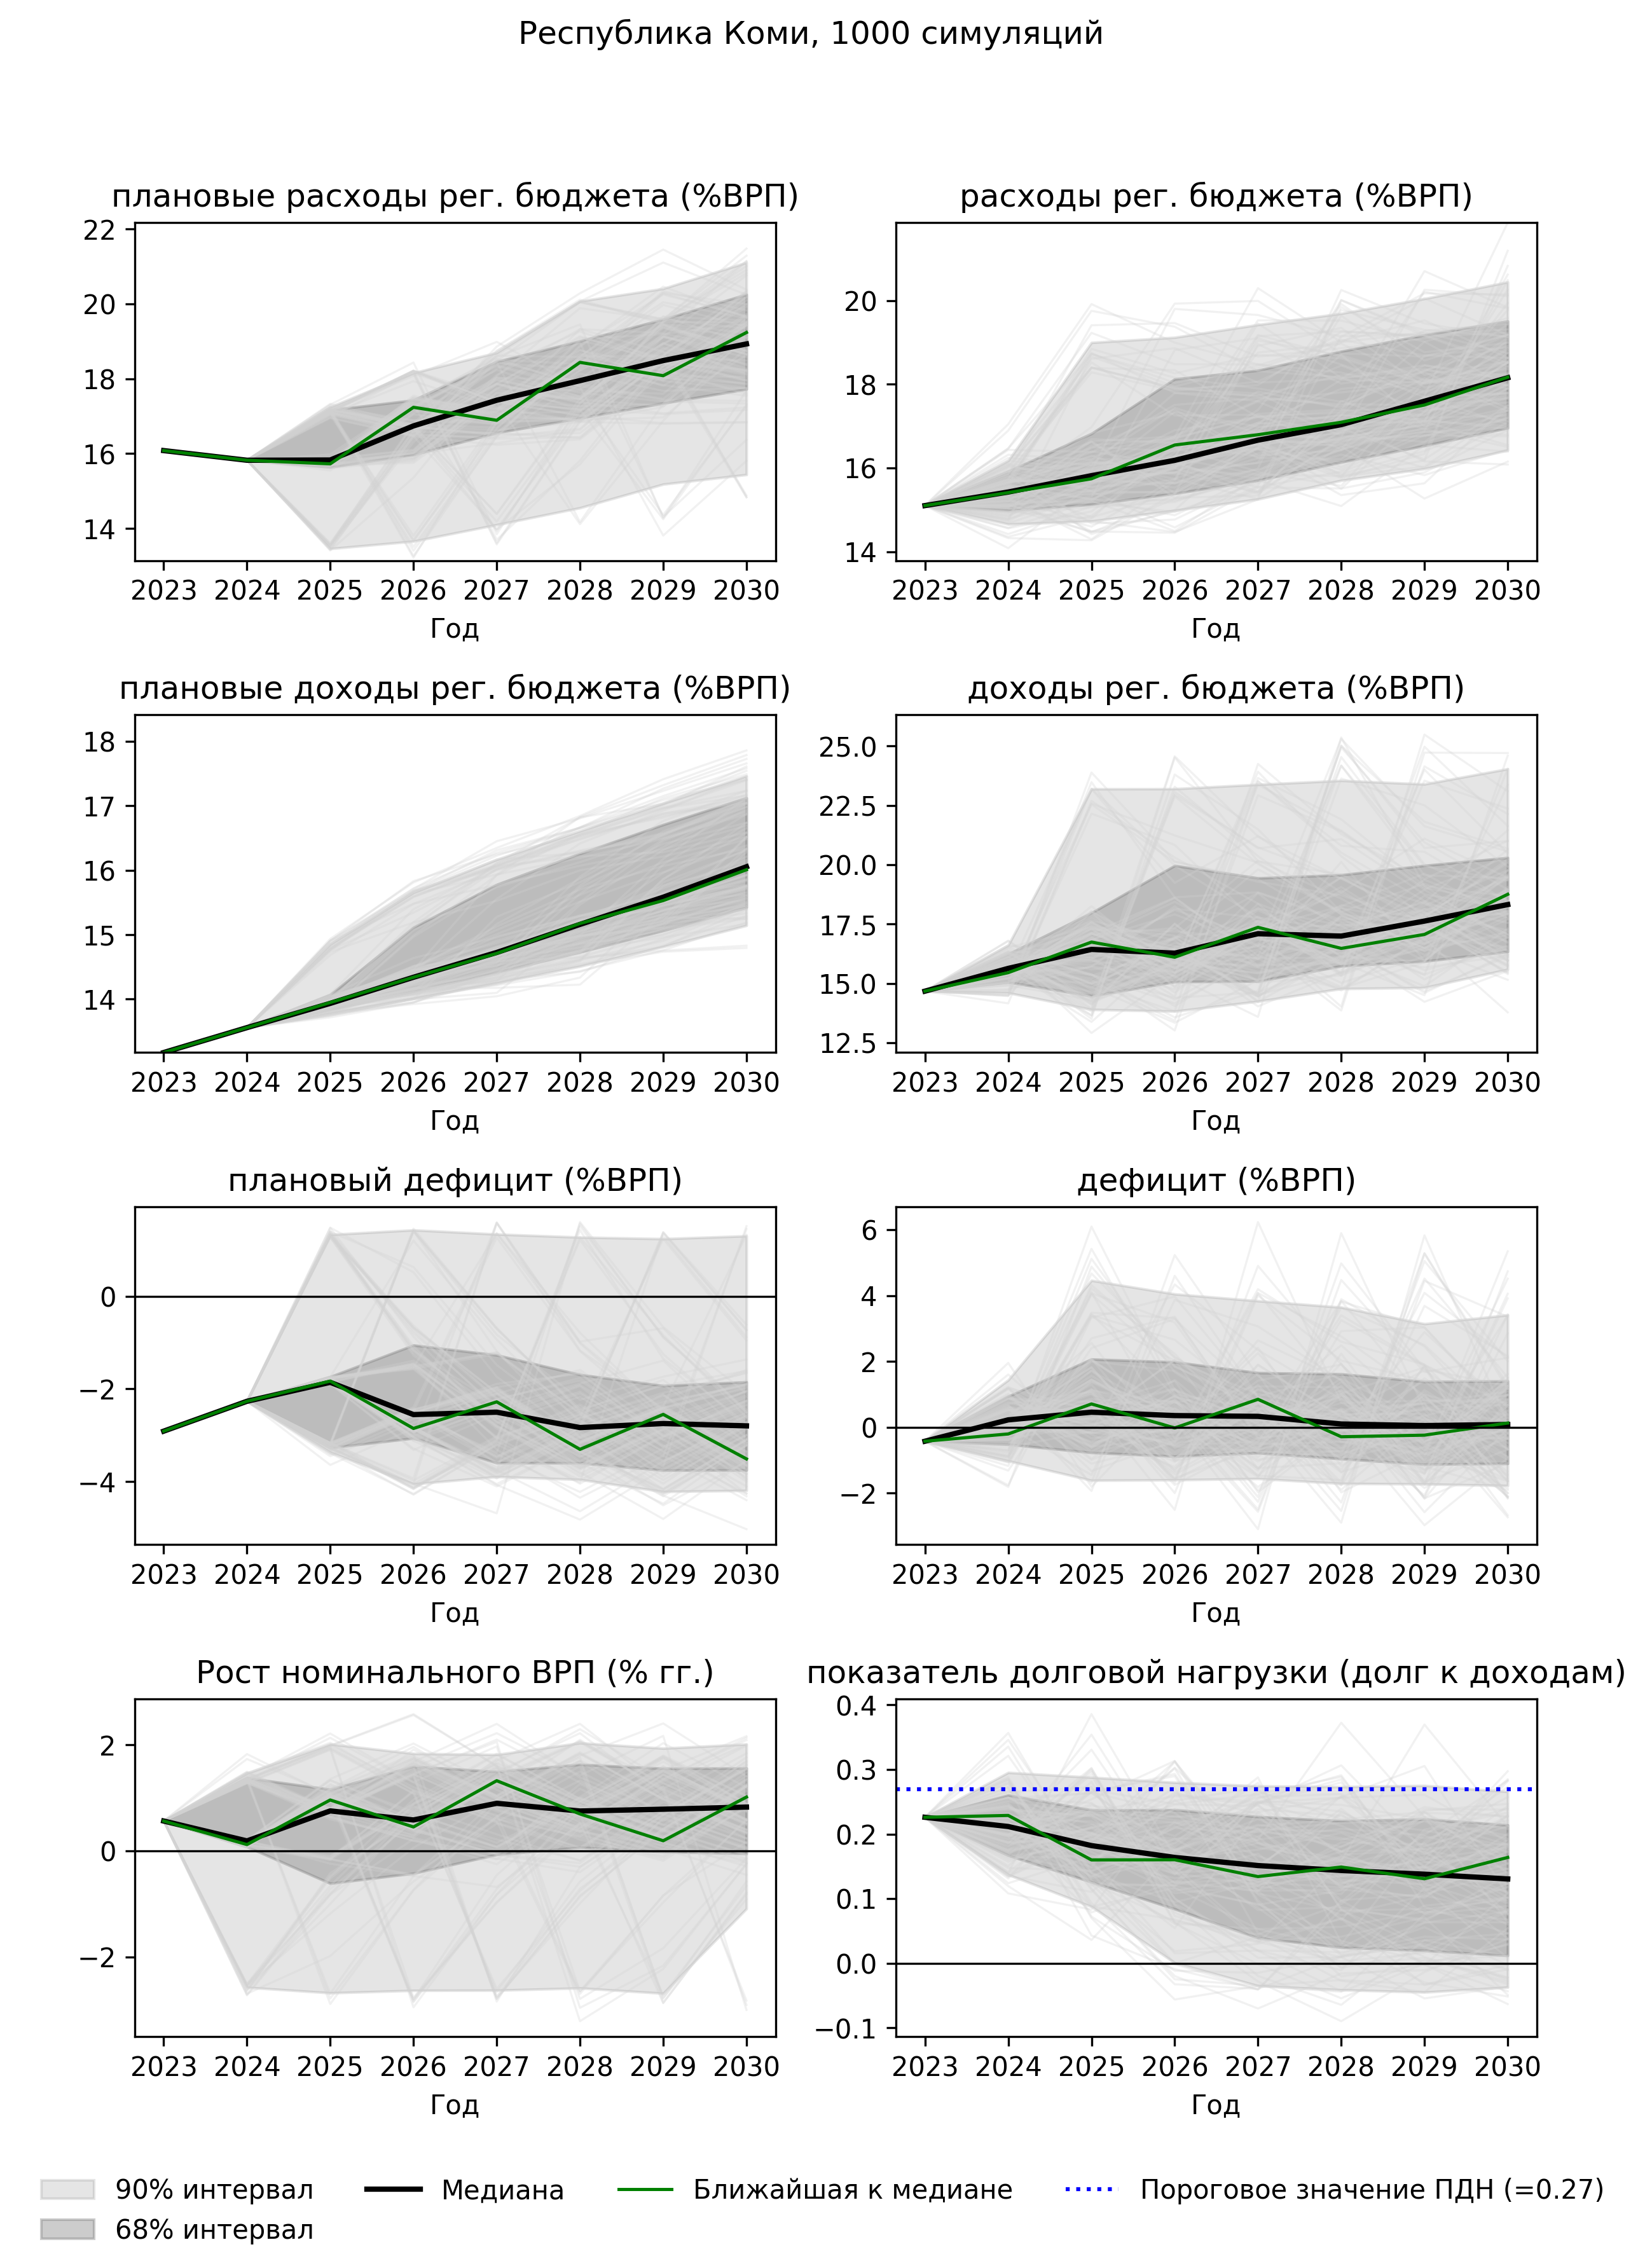 Республика Коми, 1000 симуляций
плановые расходы рег. бюджета (%ВРП)
22
20
18
16
14
2023 2024 2025 2026 2027 2028 2029 2030
Год
расходы рег. бюджета (%ВРП)
20
18
16
14
2023 2024 2025 2026 2027 2028 2029 2030
Год
плановые доходы рег. бюджета (%ВРП)
18
17
16
15
14
2023 2024 2025 2026 2027 2028 2029 2030
Год
доходы рег. бюджета (%ВРП)
25.0
22.5
20.0
17.5
15.0
12.5
2023 2024 2025 2026 2027 2028 2029 2030
Год
плановый дефицит (%ВРП)
0
−2
−4
2023 2024 2025 2026 2027 2028 2029 2030
Год
дефицит (%ВРП)
6
4
2
0
−2
2023 2024 2025 2026 2027 2028 2029 2030
Год
Рост номинального ВРП (% гг.)
2
0
−2
2023 2024 2025 2026 2027 2028 2029 2030
Год
показатель долговой нагрузки (долг к доходам)
0.4
0.3
0.2
0.1
0.0
−0.1
2023 2024 2025 2026 2027 2028 2029 2030
Год
90% интервал
68% интервал
Медиана
Ближайшая к медиане
Пороговое значение ПДН (=0.27)